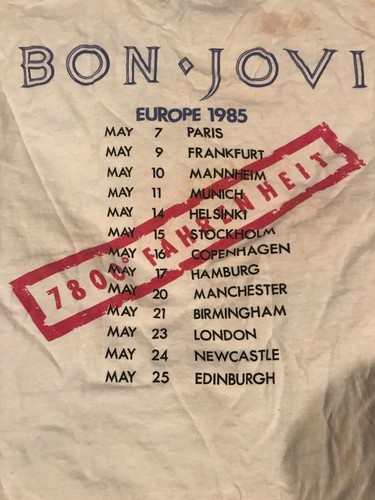 BON • JOVI
EUROPE 1985
MAY 7 PARIS
MAY 9 FRANKFURT
MAY 10 MANNHEIM
MAY 11 MUNICH
MAY 14 HELSINKI
MAY 15 STOCKHOLM
MAY 16 COPENHAGEN
MAY 17 HAMBURG
MAY 20 MANCHESTER
MAY 21 BIRMINGHAM
MAY 23 LONDON
MAY 24 NEWCASTLE
MAY 25 EDINBURGH
7800° FAHRENHEIT